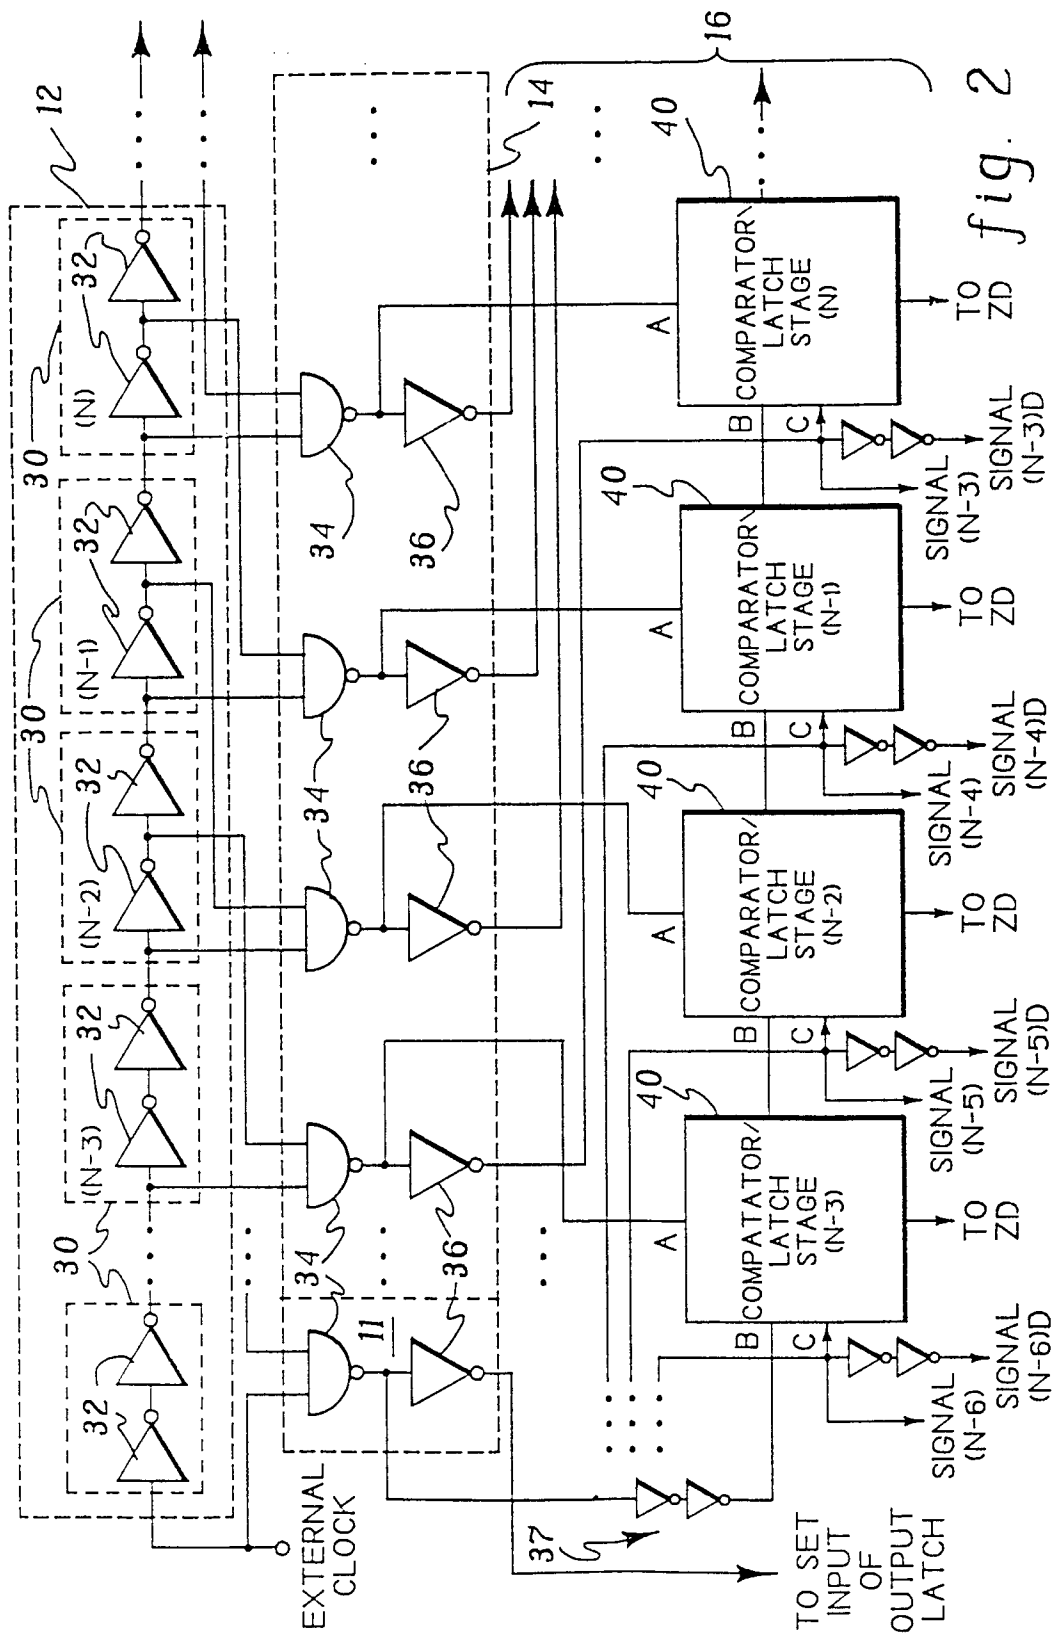 12
14
16
30
(N)
32
32
30
(N-1)
32
30
(N-2)
32
32
(N-3)
32
30
32
34
36
34
36
34
36
34
36
11
36
37
EXTERNAL
CLOCK
TO SET
INPUT
OF
OUTPUT
LATCH
40
A
B
C
COMPATATOR/
LATCH
STAGE
(N-3)
TO
ZD
SIGNAL
(N-6)
SIGNAL
(N-6)D
40
A
B
C
COMPARATOR/
LATCH
STAGE
(N-2)
TO
ZD
SIGNAL
(N-5)
SIGNAL
(N-5)D
40
A
B
C
COMPARATOR\
LATCH
STAGE
(N-1)
TO
ZD
SIGNAL
(N-4)
SIGNAL
(N-4)D
40
A
B
C
COMPARATOR\
LATCH
STAGE
(N)
TO
ZD
SIGNAL
(N-3)
SIGNAL
(N-3)D
fig. 2